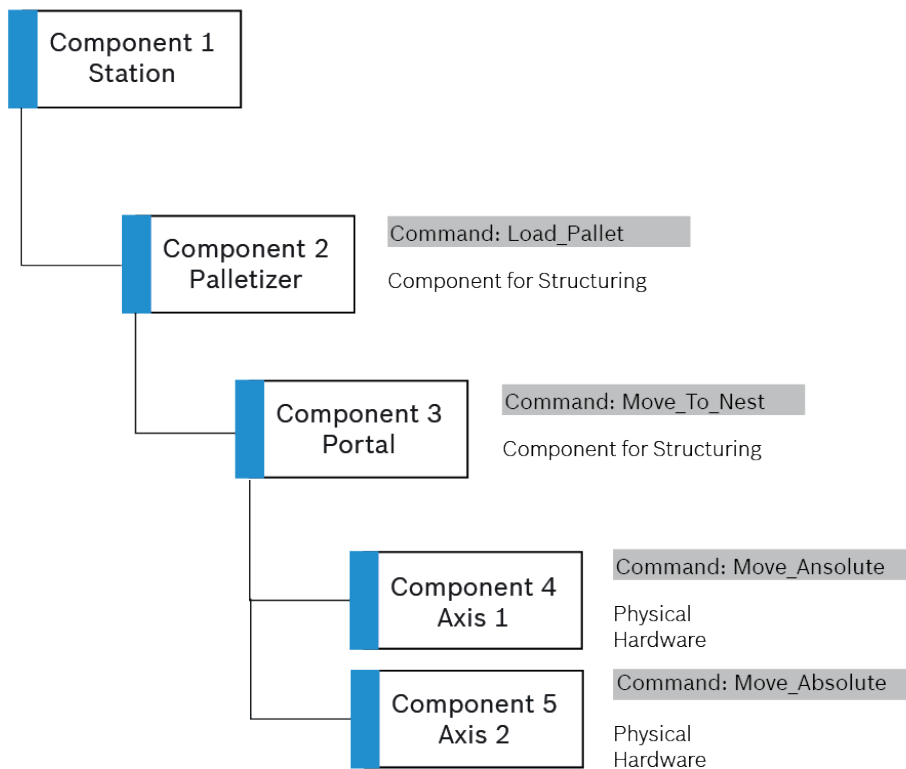 Component 1
Station
Component 2
Palletizer
Command: Load_Pallet
Component for Structuring
Component 3
Portal
Command: Move_To_Nest
Component for Structuring
Component 4
Axis 1
Command: Move_Ansolute
Physical
Hardware
Component 5
Axis 2
Command: Move_Absolute
Physical
Hardware